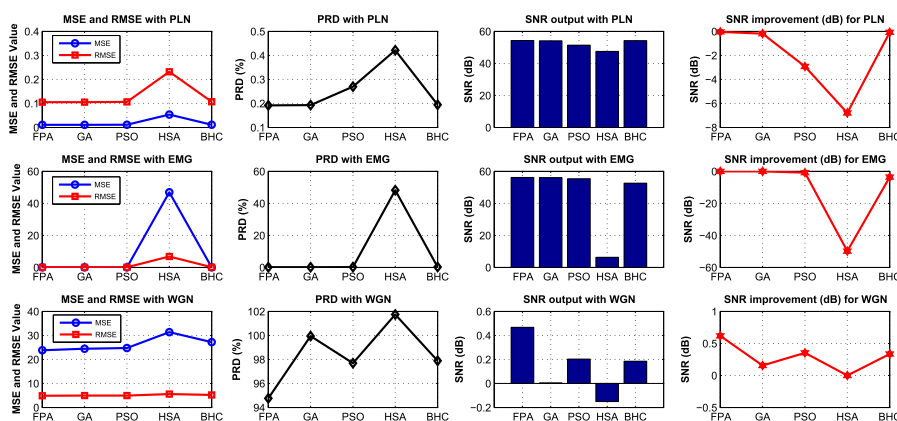 MSE and RMSE with PLN
MSE and RMSE Value
0.4
0.3
0.2
0.1
0
MSE
RMSE
FPA GA PSO HSA BHC
PRD with PLN
PRD (%)
0.5
0.4
0.3
0.2
0.1
FPA GA PSO HSA BHC
SNR output with PLN
SNR (dB)
60
40
20
0
FPA GA PSO HSA BHC
SNR improvement (dB) for PLN
SNR (dB)
0
−2
−4
−6
−8
FPA GA PSO HSA BHC
MSE and RMSE with EMG
MSE and RMSE Value
60
40
20
0
MSE
RMSE
FPA GA PSO HSA BHC
PRD with EMG
PRD (%)
60
40
20
0
FPA GA PSO HSA BHC
SNR output with EMG
SNR (dB)
60
40
20
0
FPA GA PSO HSA BHC
SNR improvement (dB) for EMG
SNR (dB)
0
−20
−40
−60
FPA GA PSO HSA BHC
MSE and RMSE with WGN
MSE and RMSE Value
40
30
20
10
0
MSE
RMSE
FPA GA PSO HSA BHC
PRD with WGN
PRD (%)
102
100
98
96
94
FPA GA PSO HSA BHC
SNR output with WGN
SNR (dB)
0.6
0.4
0.2
0
−0.2
FPA GA PSO HSA BHC
SNR improvement (dB) for WGN
SNR (dB)
1
0.5
0
−0.5
FPA GA PSO HSA BHC